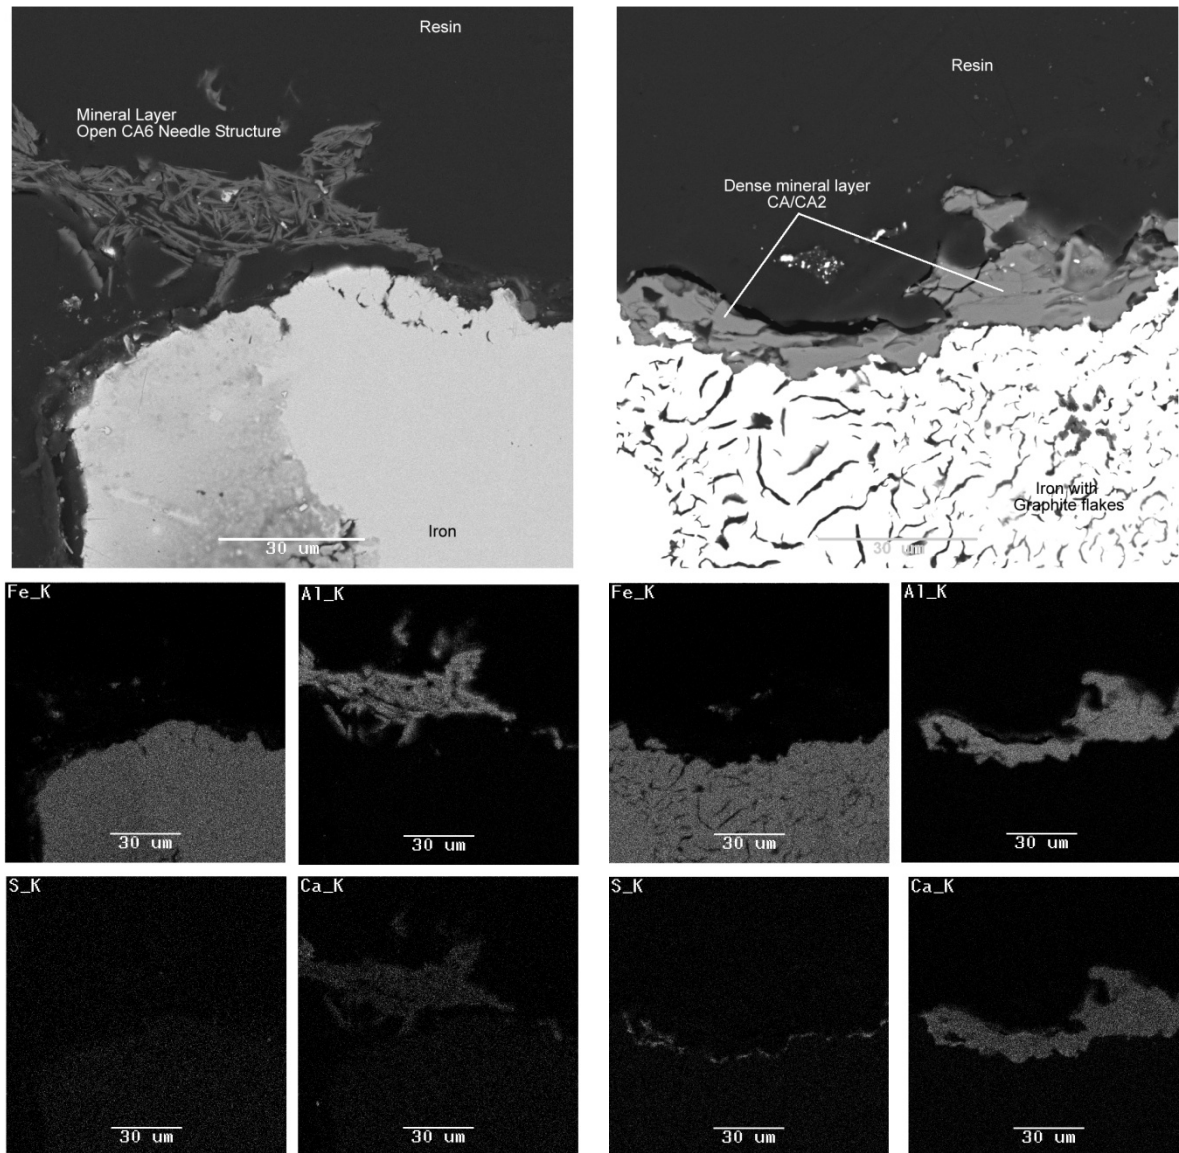 Resin
Mineral Layer
Open CA6 Needle Structure
Iron
30 um
Resin
Dense mineral layer
CA/CA2
Iron with
Graphite flakes
30 um
Fe_K
30 um
Al_K
30 um
Fe_K
30 um
Al_K
30 um
S_K
30 um
Ca_K
30 um
S_K
30 um
Ca_K
30 um